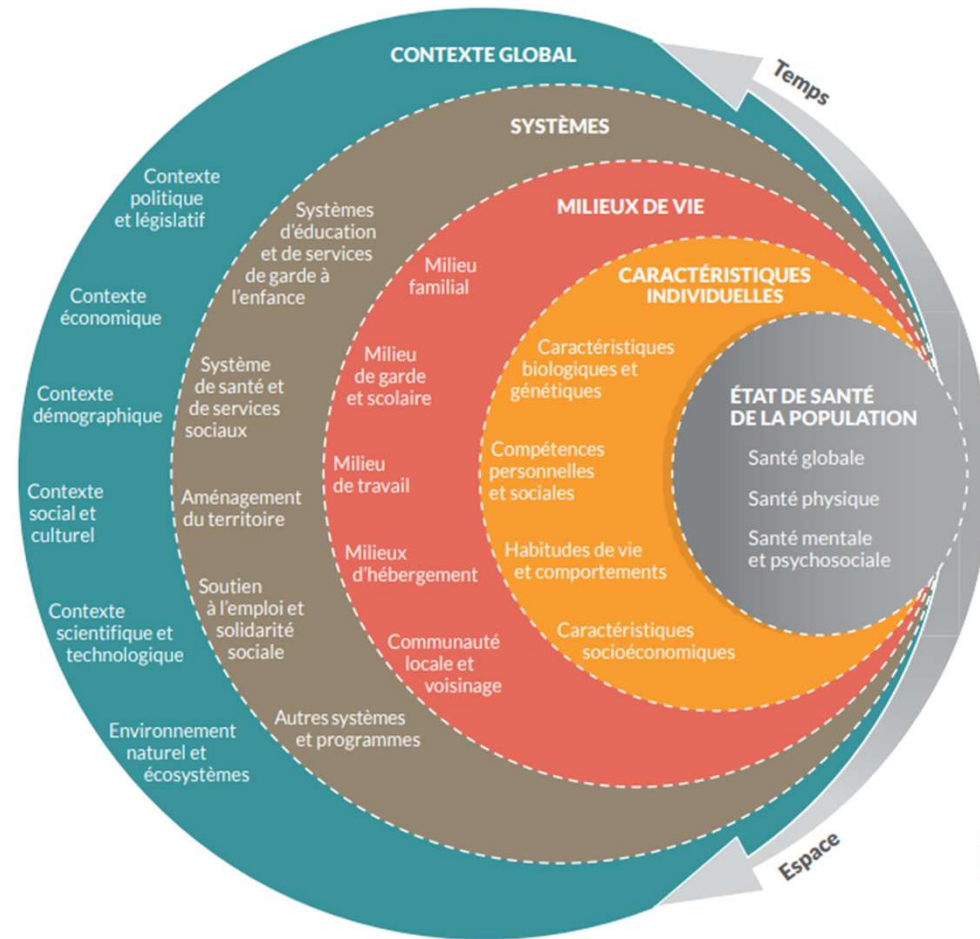 CONTEXTE GLOBAL
Temps
SYSTÈMES
MILIEUX DE VIE
CARACTÉRISTIQUES
INDIVIDUELLES
ÉTAT DE SANTÉ
DE LA POPULATION
Santé globale
Santé physique
Santé mentale
et psychosociale
Contexte
politique
et législatif
Contexte
économique
Contexte
démographique
Contexte
social et
culturel
Contexte
scientifique et
technologique
Environnement
naturel et
écosystèmes
Systèmes
d'éducation
et de services
de garde à
l'enfance
Système
de santé et
de services
sociaux
Aménagement
du territoire
Soutien
à l'emploi et
solidarité
sociale
Autres systèmes
et programmes
Milieu
familial
Milieu
de garde
et scolaire
Milieu
de travail
Milieux
d'hébergement
Communauté
locale et
voisinage
Caractéristiques
biologiques et
génétiques
Compétences
personnelles
et sociales
Habitudes de vie
et comportements
Caractéristiques
socioéconomiques
Espace